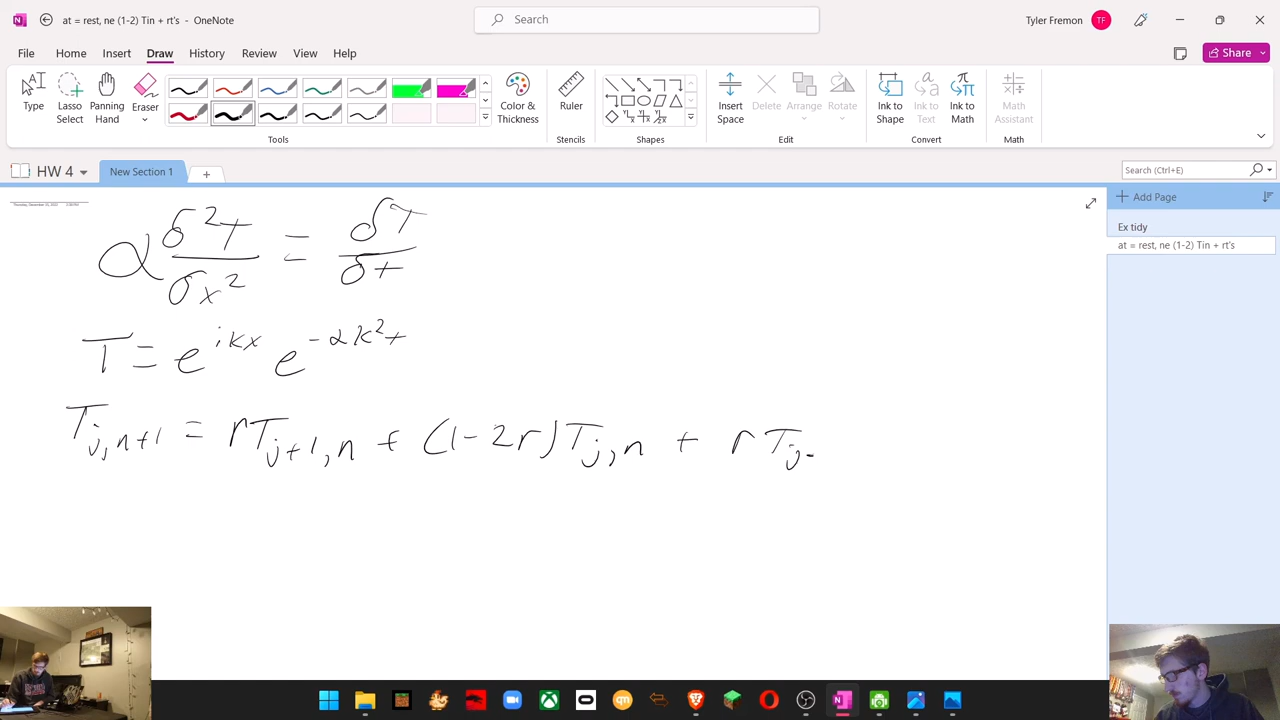 at = rest, ne (1-2) Tin + rt's - OneNote
Search
Tyler Fremon
TF
File Home Insert Draw History Review View Help
Share
Type
Lasso Select
Panning Hand
Eraser
Color & Thickness
Ruler
Insert Space
Delete
Arrange
Rotate
Ink to Shape
Ink to Text
Ink to Math
Math Assistant
Tools
Stencils
Shapes
Edit
Convert
Math
HW 4
New Section 1
Search (Ctrl+E)
Add Page
Ex tidy
at = rest, ne (1-2) Tin + rt's
α δ²T/δx² = δT/δt
T = e^{ikx} e^{-αk²t}
T_{j,n+1} = rT_{j+1,n} + (1-2r)T_{j,n} + rT_{j-